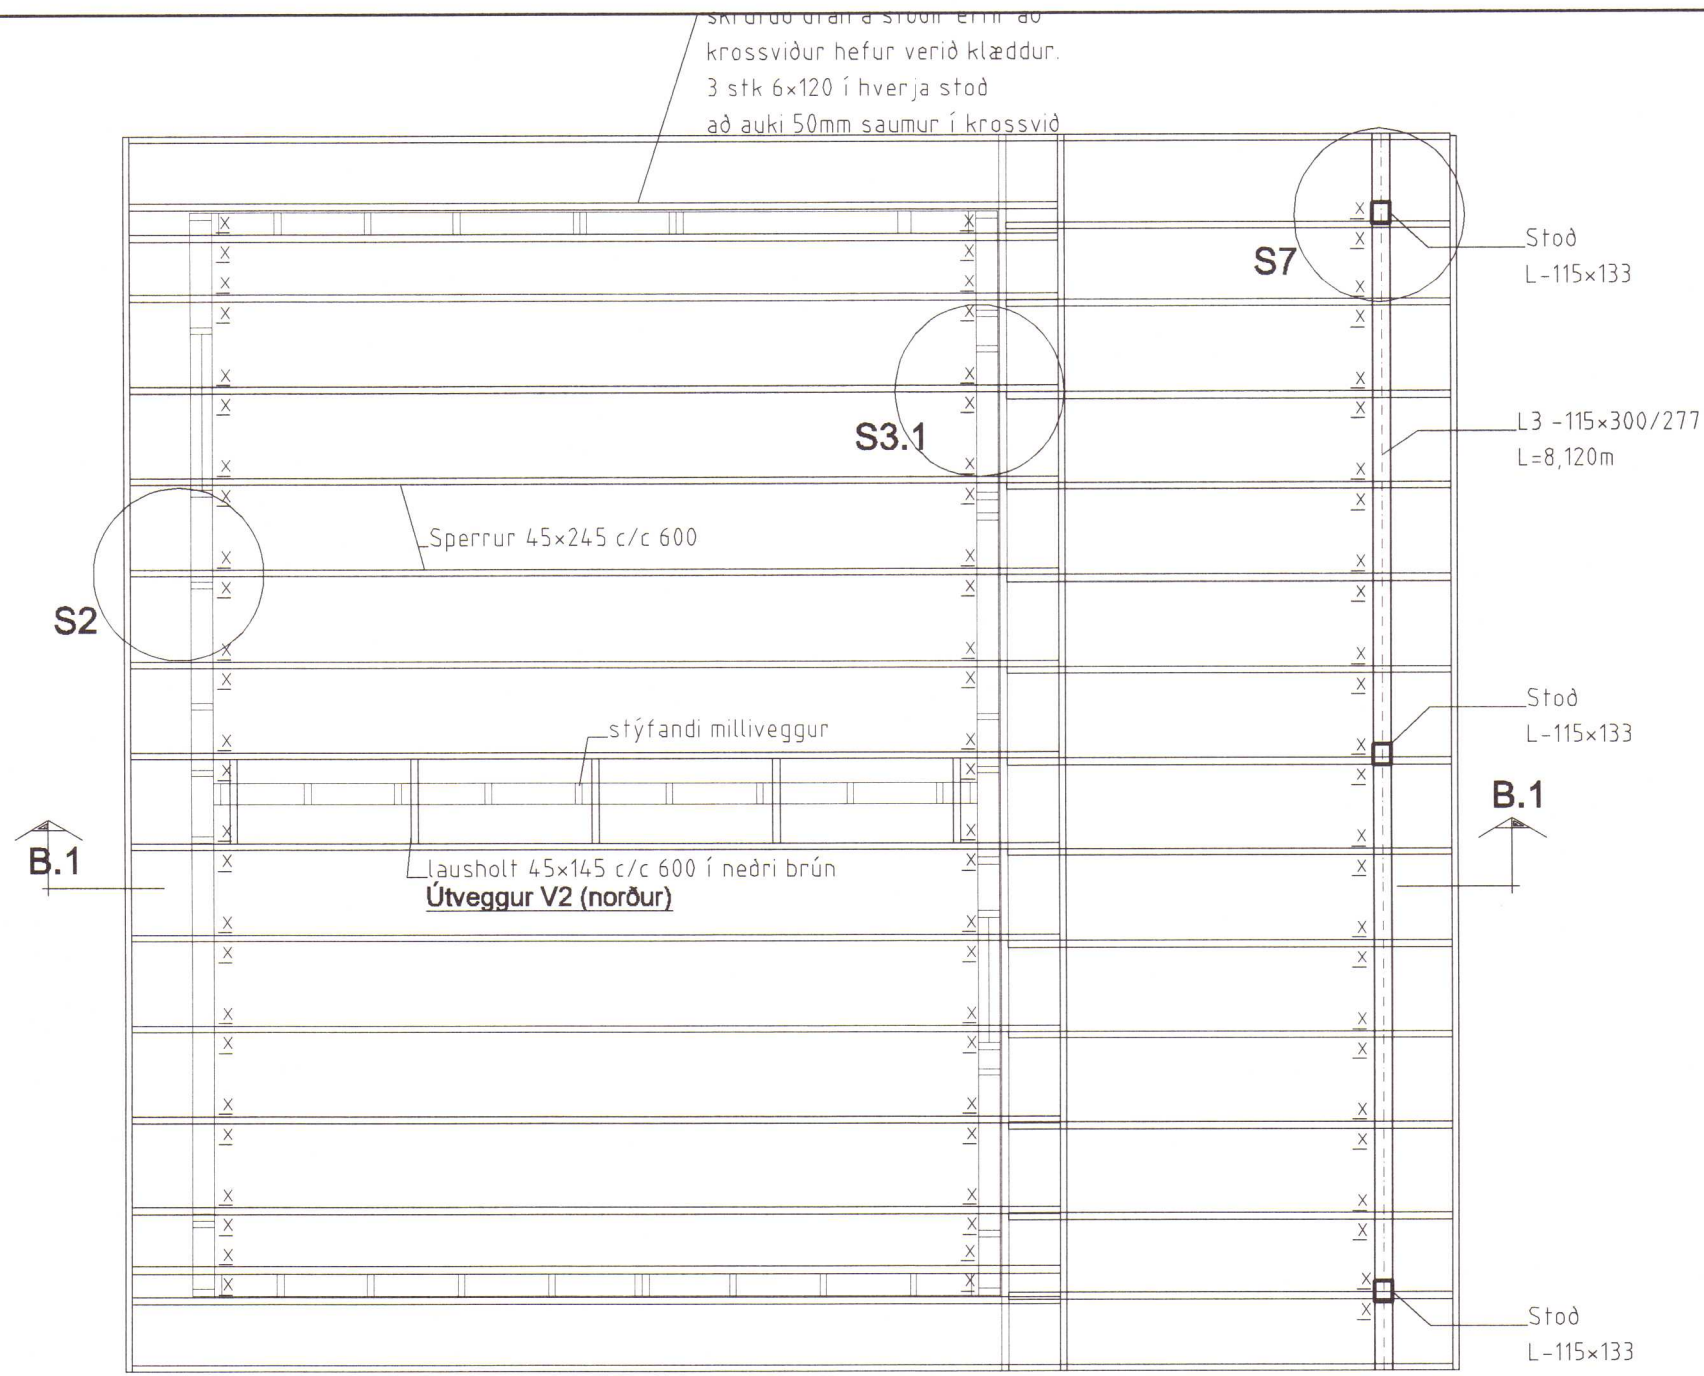 krossviður hefur verið klæddur.
3 stk 6×120 í hverja stoð
að auki 50mm saumur í krossvið
S7
Stoð
L-115×133
S3.1
L3 -115×300/277
L=8,120m
Sperrur 45×245 c/c 600
S2
stýfandi milliveggur
Stoð
L-115×133
B.1
B.1
lausholt 45×145 c/c 600 í neðri brún
Útveggur V2 (norður)
Stoð
L-115×133